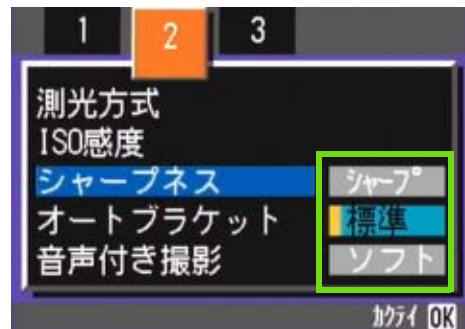 1 2 3
測光方式
ISO感度
シャープネス シャープ
オートブラケット 標準
音声付き撮影 ソフト
カクテイ OK